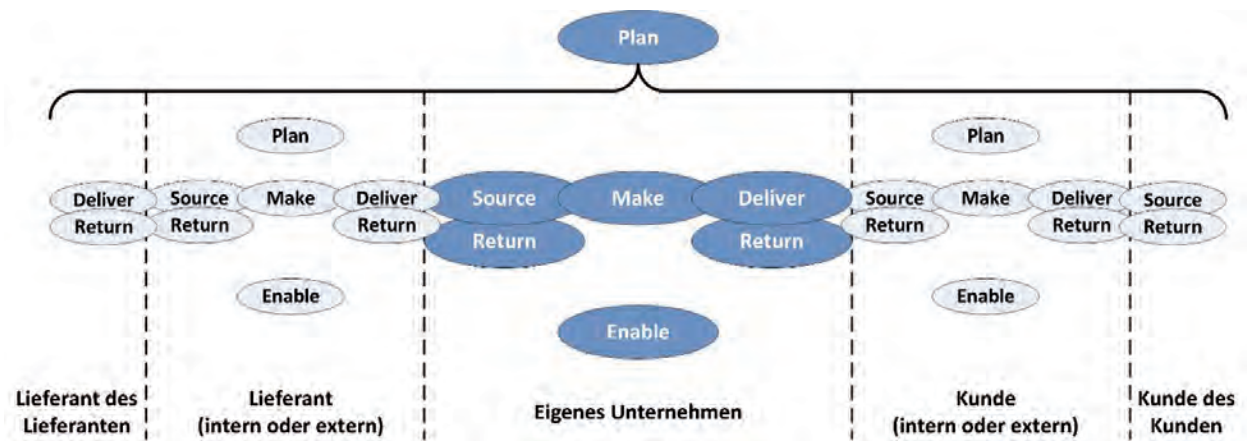 Plan
Plan
Plan
Deliver
Source
Make
Deliver
Source
Make
Deliver
Source
Make
Deliver
Source
Return
Return
Return
Return
Return
Return
Return
Return
Enable
Enable
Enable
Lieferant des
Lieferanten
Lieferant
(intern oder extern)
Eigenes Unternehmen
Kunde
(intern oder extern)
Kunde des
Kunden